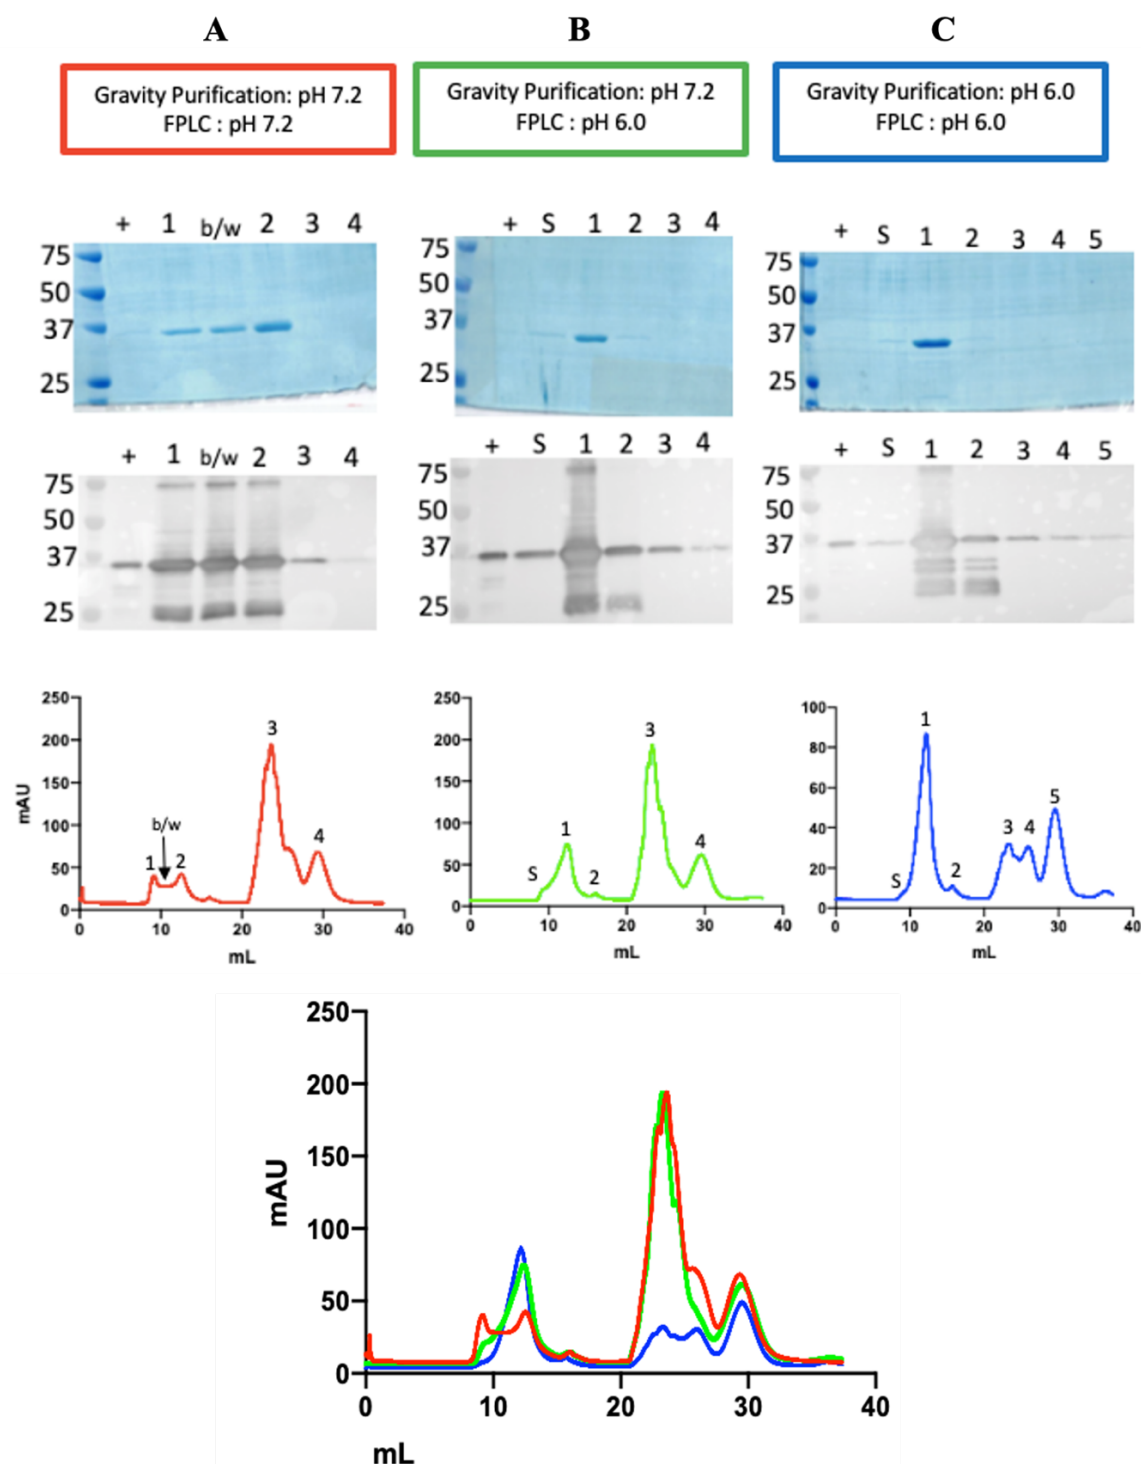 A
B
C
Gravity Purification: pH 7.2
FPLC : pH 7.2
Gravity Purification: pH 7.2
FPLC : pH 6.0
Gravity Purification: pH 6.0
FPLC : pH 6.0
+ 1 b/w 2 3 4
75
50
37
25
+ S 1 2 3 4
75
50
37
25
+ S 1 2 3 4 5
75
50
37
25
+ 1 b/w 2 3 4
75
50
37
25
+ S 1 2 3 4
75
50
37
25
+ S 1 2 3 4 5
75
50
37
25
250
200
150
100
50
0
mAU
1
b/w
2
3
4
0 10 20 30 40
mL
250
200
150
100
50
0
S
1
2
3
4
0 10 20 30 40
mL
100
80
60
40
20
0
S
1
2
3
4
5
0 10 20 30 40
mL
250
200
150
100
50
0
mAU
0 10 20 30 40
mL